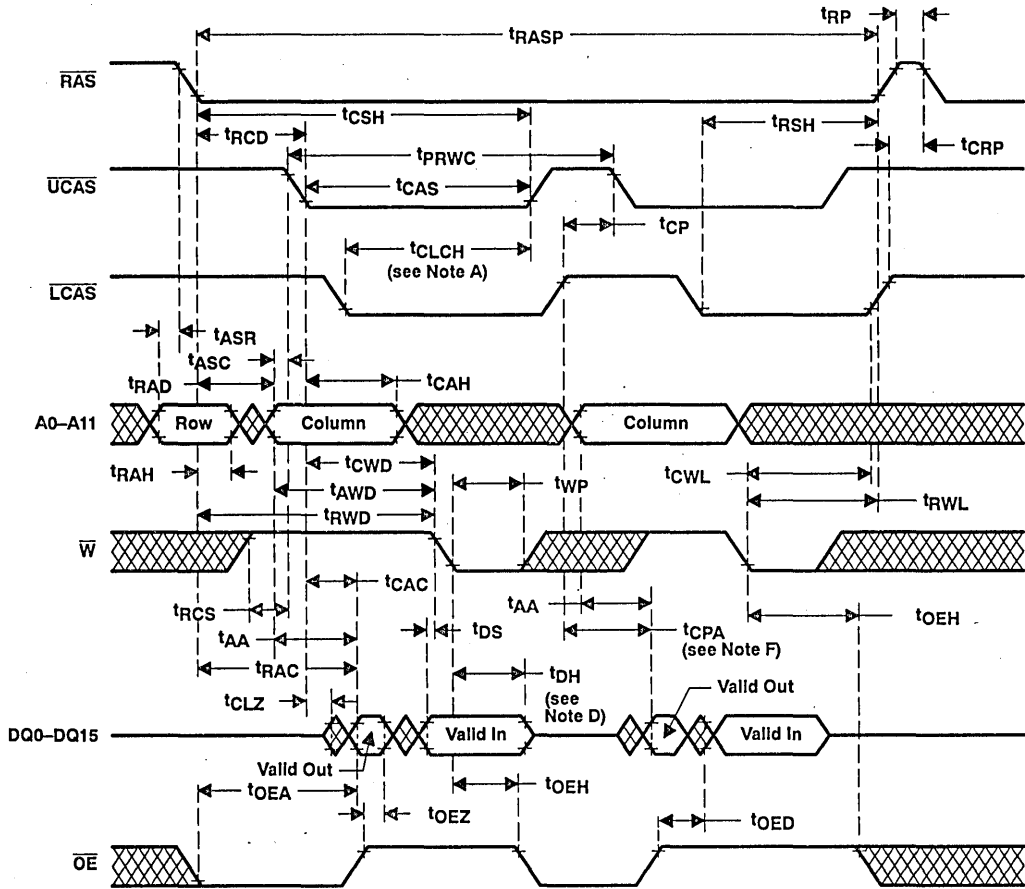 tRP
tRASP
RAS
tCSH
tRSH
tRCD
tCRP
tPRWC
UCAS
tCAS
tCP
tCLCH
(see Note A)
LCAS
tASR
tASC
tRAD
tCAH
A0–A11
Row
Column
Column
tRAH
tCWD
tWP
tCWL
tAWD
tRWL
tRWD
W
tCAC
tRCS
tAA
tOEH
tAA
tDS
tCPA
(see Note F)
tRAC
tDH
(see
Note D)
Valid Out
tCLZ
DQ0–DQ15
Valid In
Valid In
Valid Out
tOEH
tOEA
tOEZ
tOED
OE